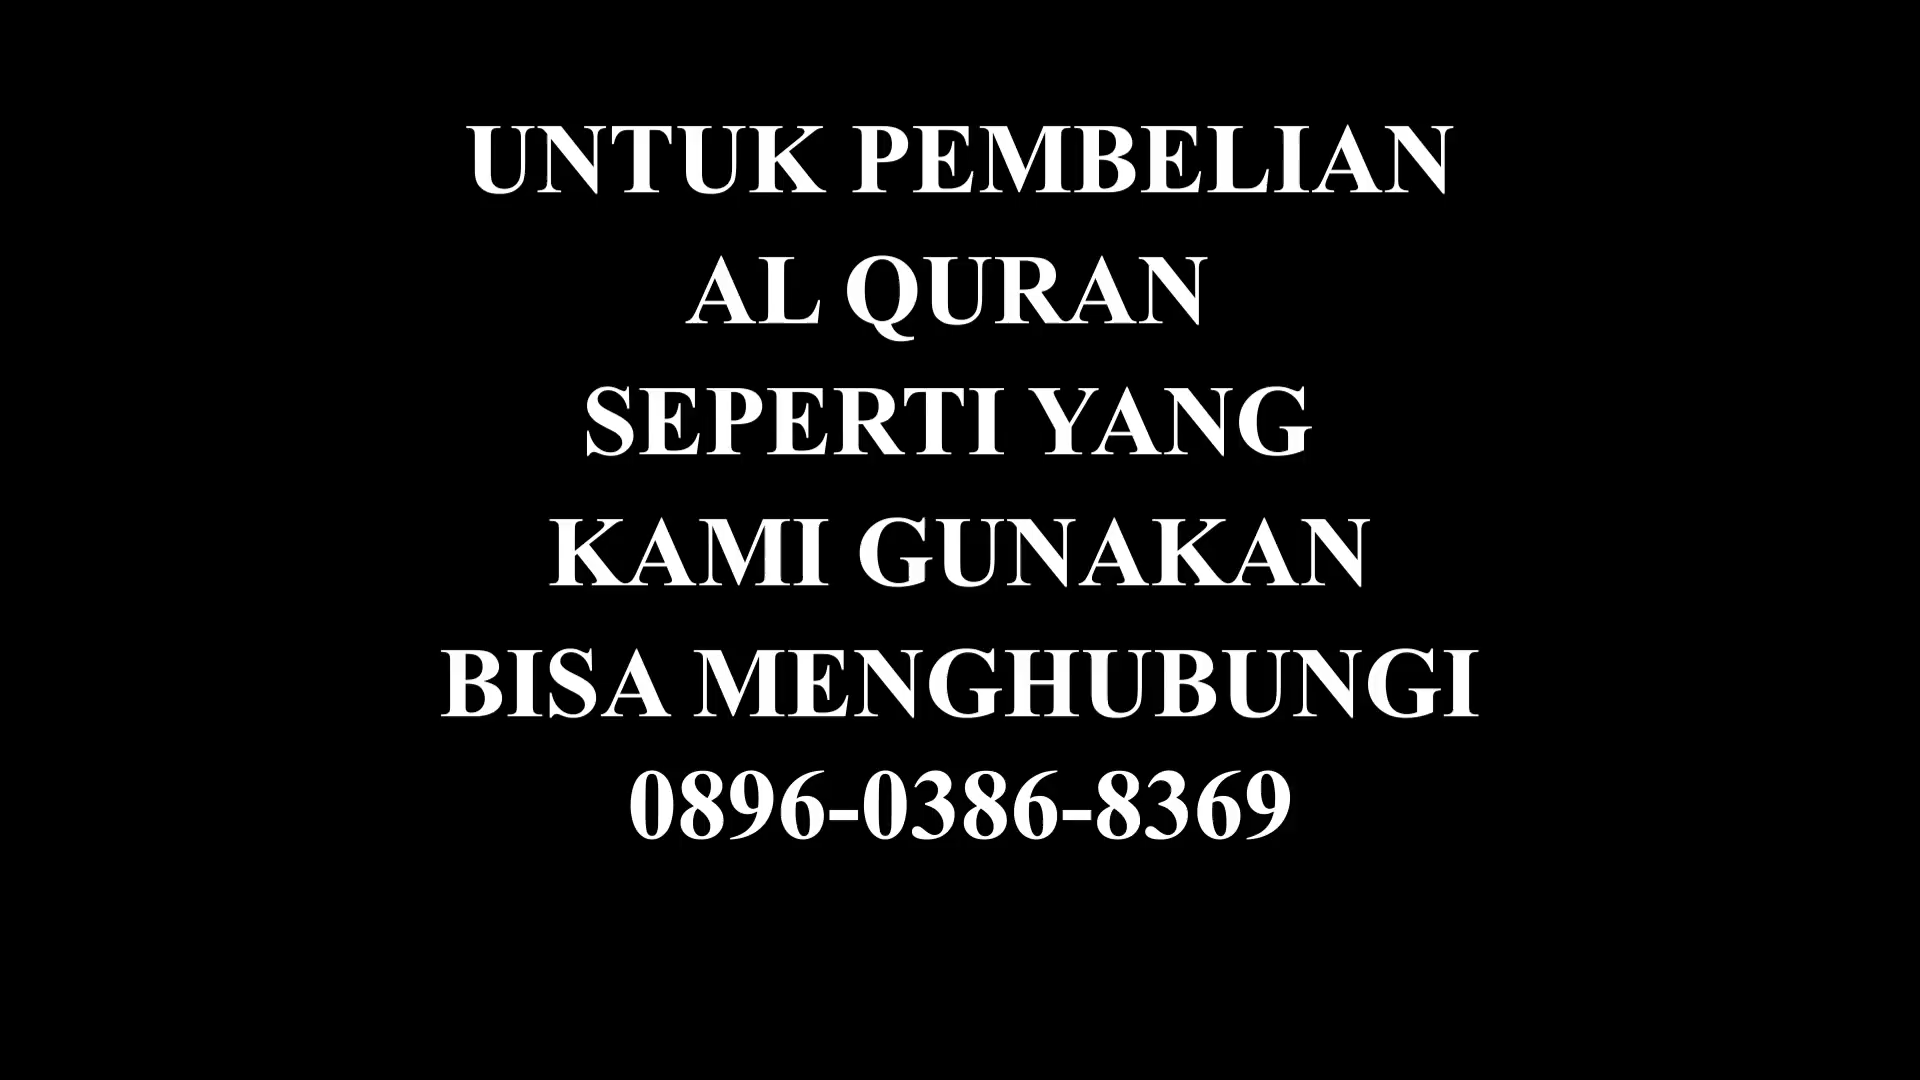 UNTUK PEMBELIAN
AL QURAN
SEPERTI YANG
KAMI GUNAKAN
BISA MENGHUBUNGI
0896-0386-8369